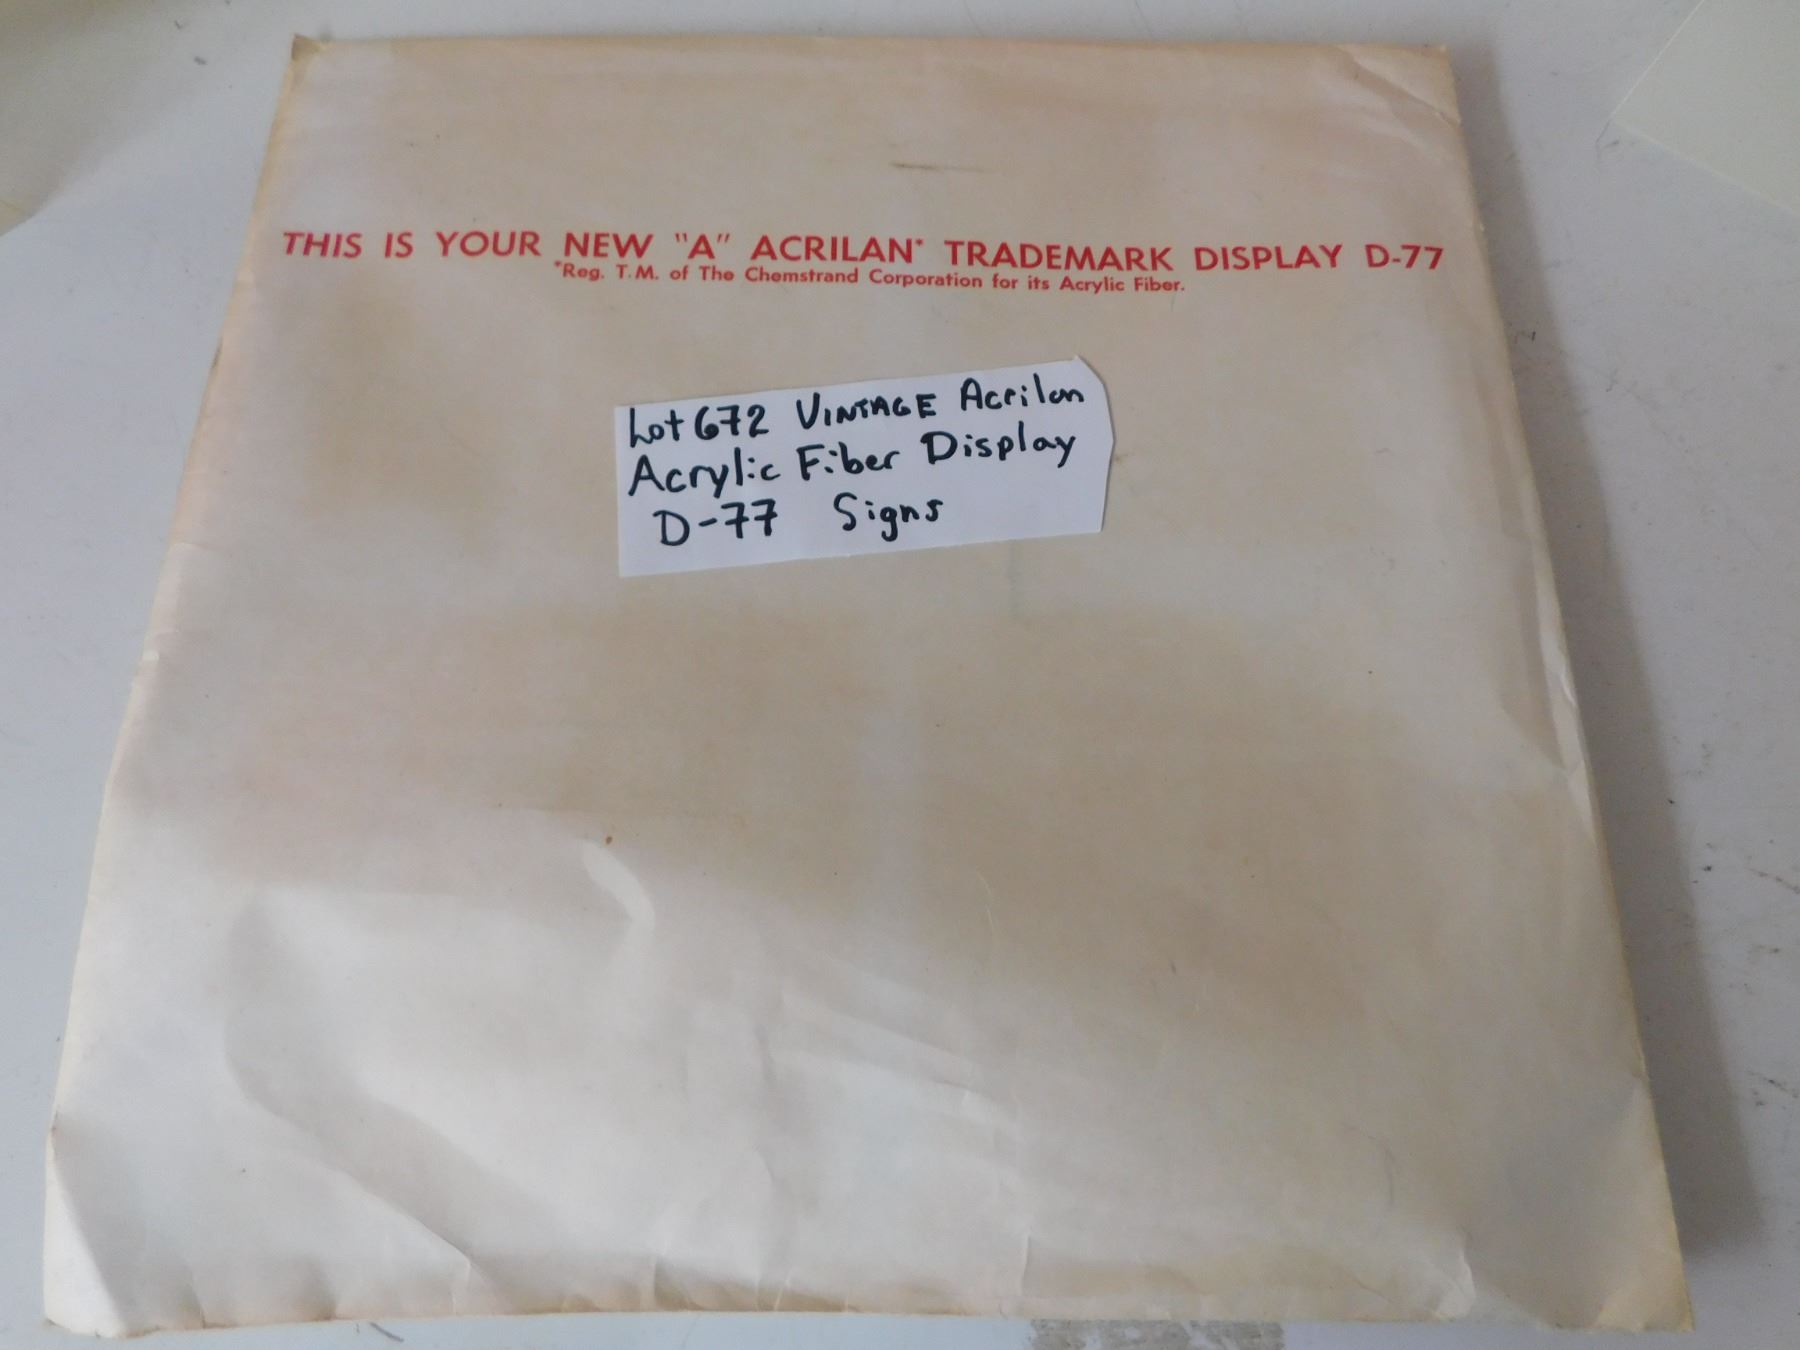 THIS IS YOUR NEW "A" ACRILAN* TRADEMARK DISPLAY D-77
*Reg. T.M. of The Chemstrand Corporation for its Acrylic Fiber.
Lot 672 VINTAGE Acrilan
Acrylic Fiber Display
D-77 Signs